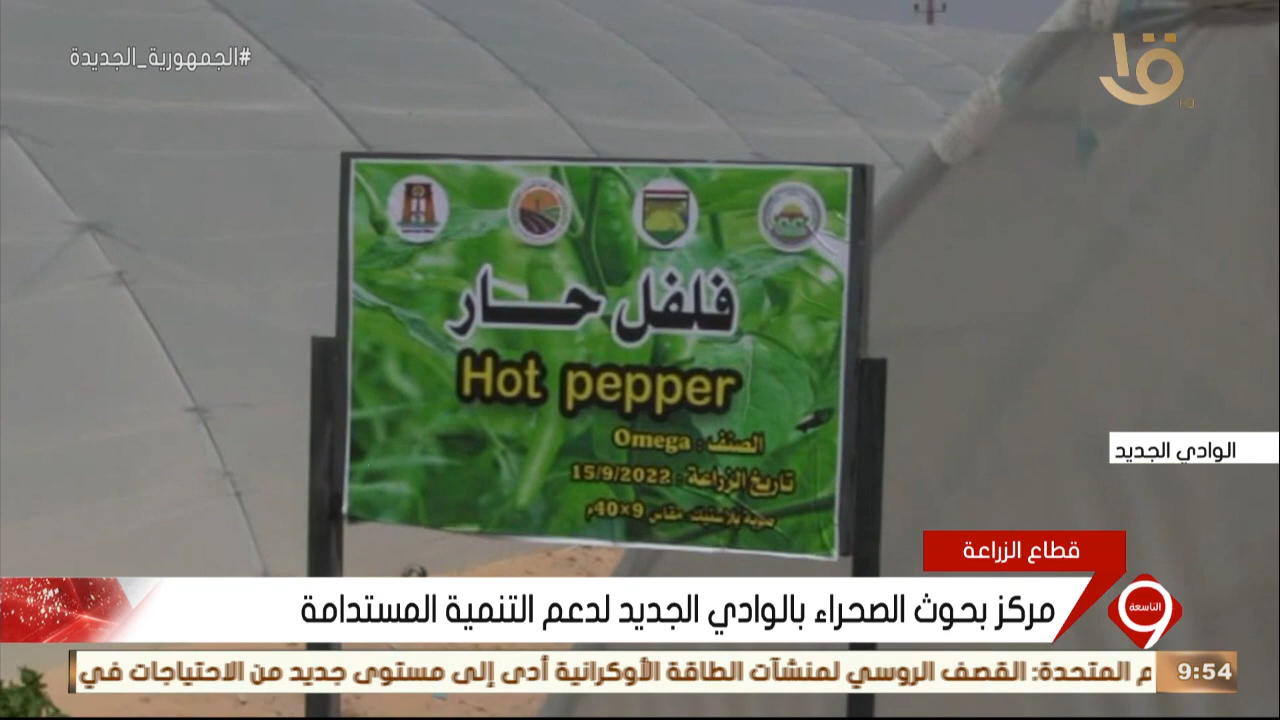 #الجمهورية_الجديدة
فلفل حار
Hot pepper
الصنف : Omega
تاريخ الزراعة : 15/9/2022
صوبة بلاستيك مقاس 9×40م
الوادي الجديد
قطاع الزراعة
مركز بحوث الصحراء بالوادي الجديد لدعم التنمية المستدامة
التاسعة
9:54
م المتحدة: القصف الروسي لمنشآت الطاقة الأوكرانية أدى إلى مستوى جديد من الاحتياجات في